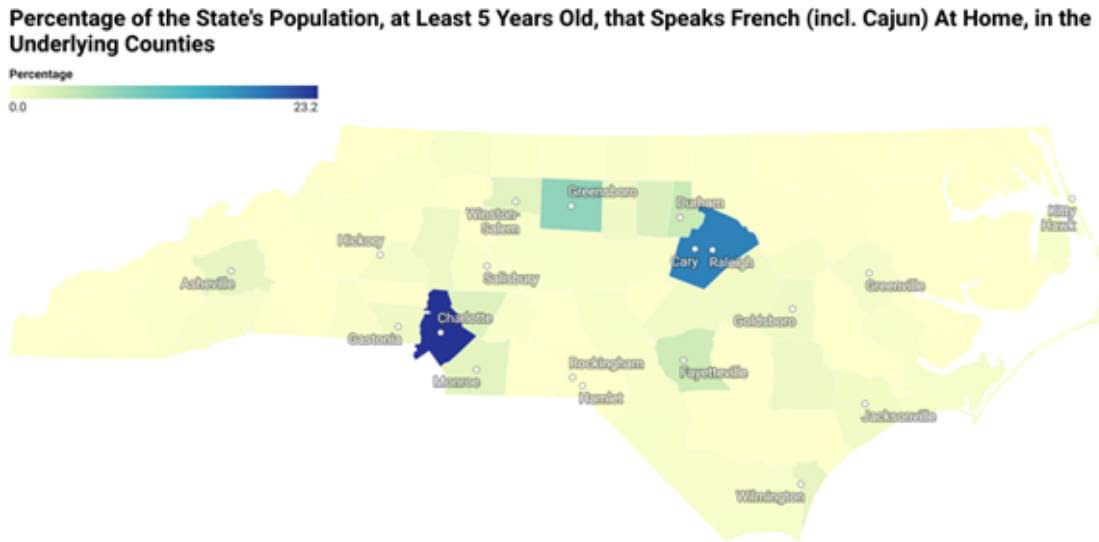 Percentage of the State's Population, at Least 5 Years Old, that Speaks French (incl. Cajun) At Home, in the
Underlying Counties
Percentage
0.0
23.2
Greensboro
Winston-
Salem
Durham
Kitty
Hawk
Hickory
Cary
Raleigh
Asheville
Salisbury
Greenville
Charlotte
Goldsboro
Gastonia
Rockingham
Monroe
Fayetteville
Hamlet
Jacksonville
Wilmington